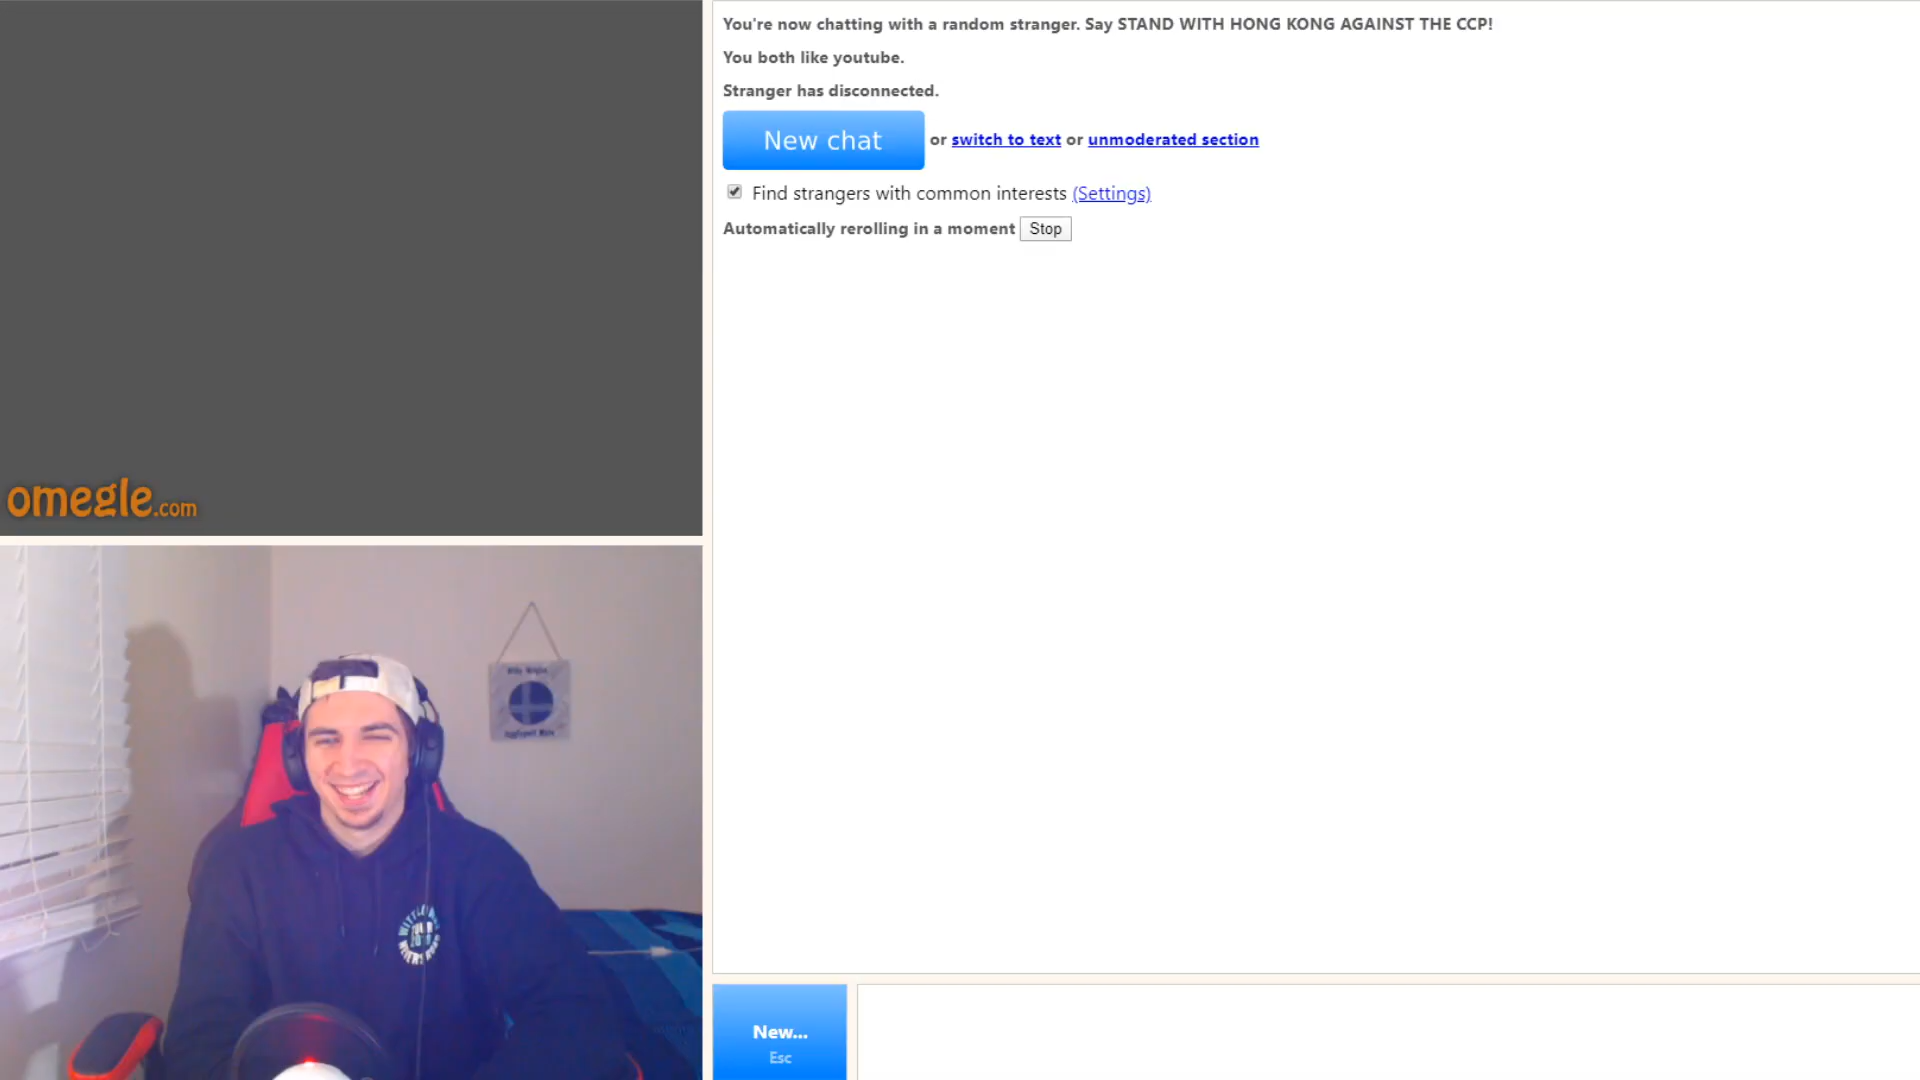 You're now chatting with a random stranger. Say STAND WITH HONG KONG AGAINST THE CCP!
You both like youtube.
Stranger has disconnected.
New chat or switch to text or unmoderated section
Find strangers with common interests (Settings)
Automatically rerolling in a moment Stop
omegle.com
New...
Esc